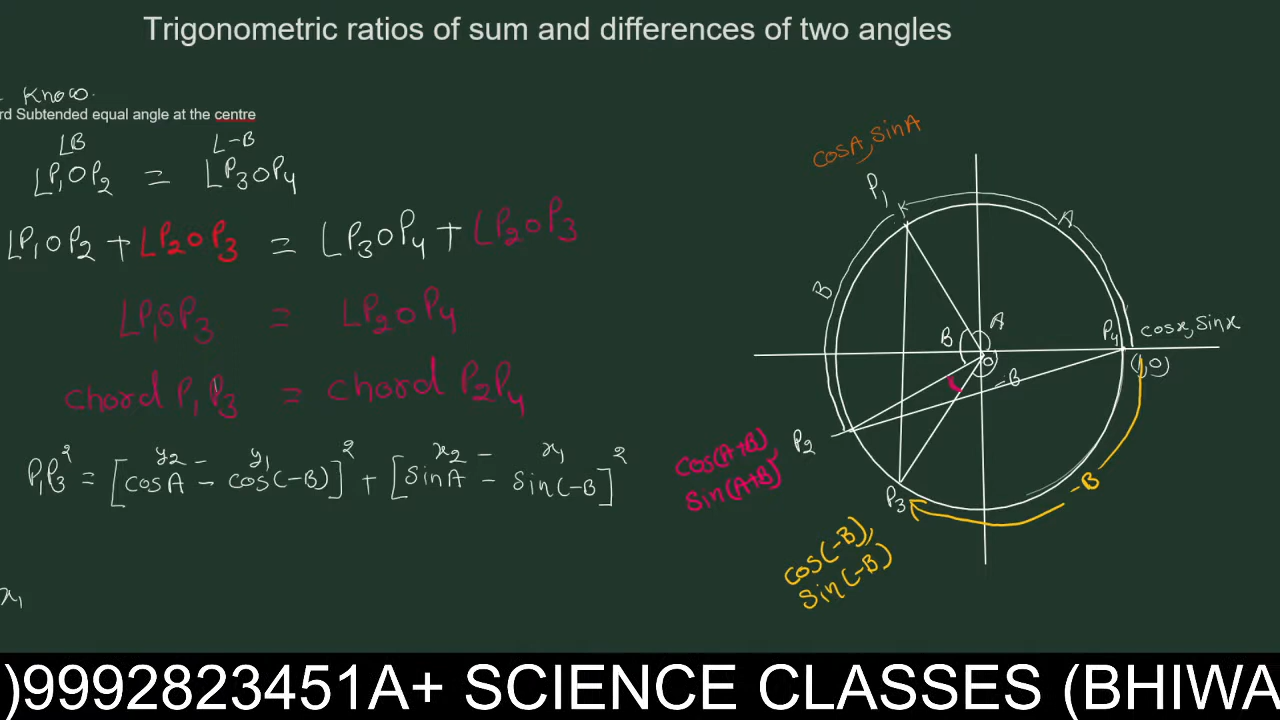 Trigonometric ratios of sum and differences of two angles
Know.
rd Subtended equal angle at the centre
∟B ∟-B
∟P₁OP₂ = ∟P₃OP₄
∟P₁OP₂ + ∟P₂OP₃ = ∟P₃OP₄ + ∟P₂OP₃
∟P₁OP₃ = ∟P₂OP₄
chord P₁P₃ = chord P₂P₄
y₂ - y₁ 2 x₂ - x₁ 2
P₁P₃² = [cosA - cos(-B)]² + [sinA - sin(-B]²
x₁
cosA, sinA
P₁
A
B
B A
P₄ cosx, sinx
O (1,0)
-B
P₂
cos(A+B),
sin(A+B)
P₃
-B
cos(-B),
sin(-B)
)9992823451A+ SCIENCE CLASSES (BHIWA